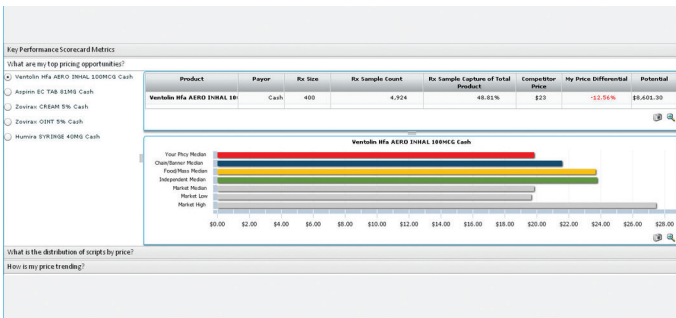 Key Performance Scorecard Metrics
What are my top pricing opportunities?
Ventolin Hfa AERO INHAL 100MCG Cash
Aspirin EC TAB 81MG Cash
Zovirax CREAM 5% Cash
Zovirax OINT 5% Cash
Humira SYRINGE 40MG Cash
Product Payor Rx Size Rx Sample Count Rx Sample Capture of Total Product Competitor Price My Price Differential Potential
Ventolin Hfa AERO INHAL 10 Cash 400 4,924 48.81% $23 -12.56% $8,601.30
Ventolin Hfa AERO INHAL 100MCG Cash
Your Phcy Median
Chain/Banner Median
Food/Mass Median
Independent Median
Market Median
Market Low
Market High
$0.00 $2.00 $4.00 $6.00 $8.00 $10.00 $12.00 $14.00 $16.00 $18.00 $20.00 $22.00 $24.00 $26.00 $28.00
What is the distribution of scripts by price?
How is my price trending?